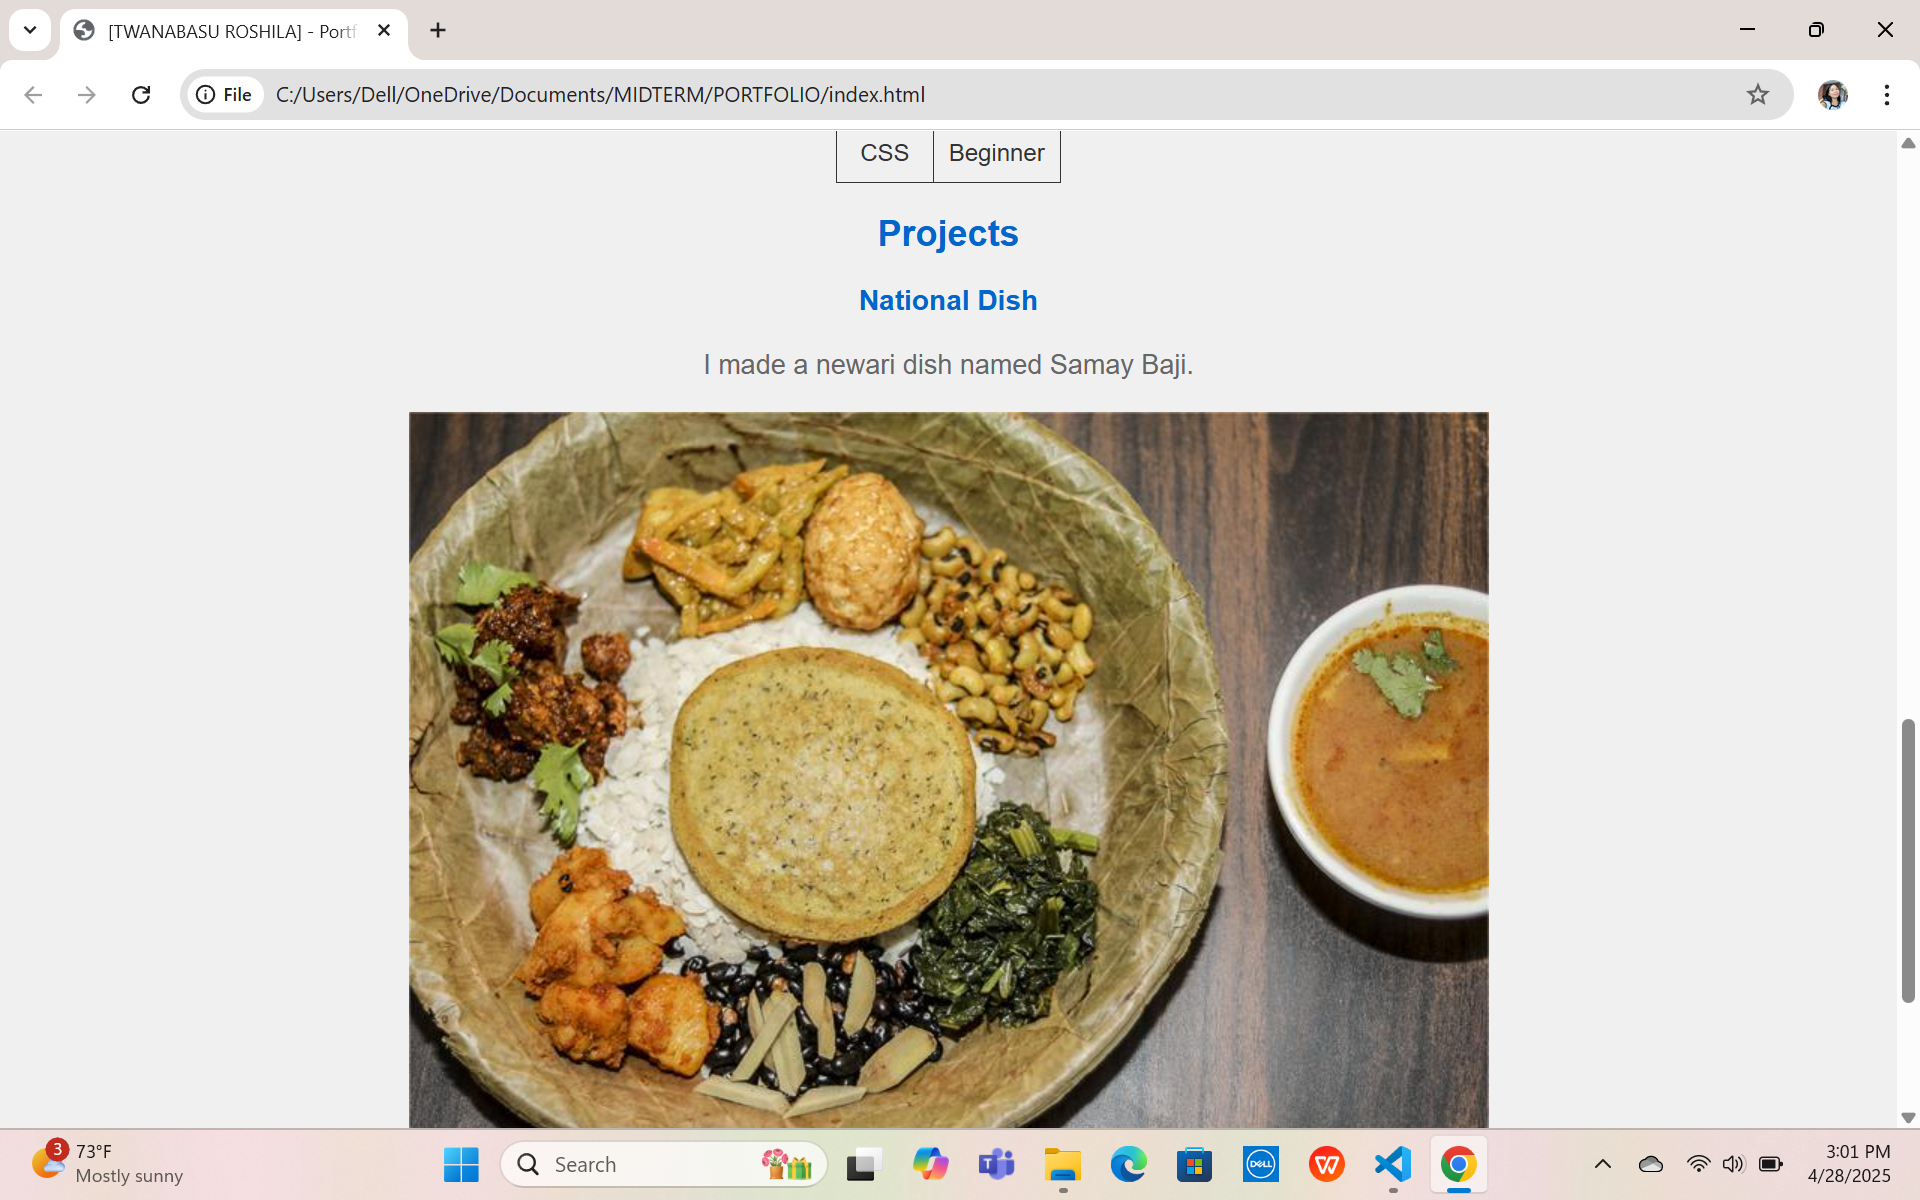 [TWANABASU ROSHILA] - Portf
File
C:/Users/Dell/OneDrive/Documents/MIDTERM/PORTFOLIO/index.html
CSS Beginner
Projects
National Dish
I made a newari dish named Samay Baji.
3
73°F
Mostly sunny
Search
DELL
3:01 PM
4/28/2025